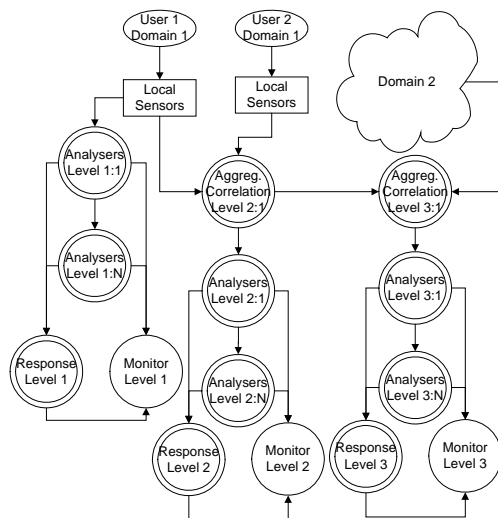 User 1
Domain 1
User 2
Domain 1
Domain 2
Local
Sensors
Local
Sensors
Analysers
Level 1:1
Aggreg.
Correlation
Level 2:1
Aggreg.
Correlation
Level 3:1
Analysers
Level 1:N
Analysers
Level 2:1
Analysers
Level 3:1
Response
Level 1
Monitor
Level 1
Analysers
Level 2:N
Analysers
Level 3:N
Response
Level 2
Monitor
Level 2
Response
Level 3
Monitor
Level 3